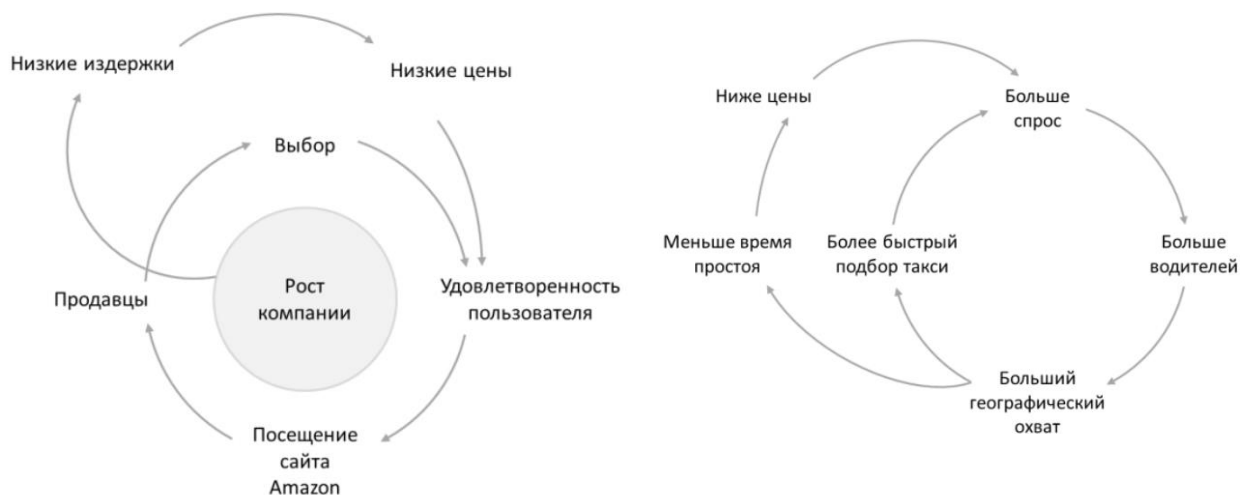 Низкие издержки
Низкие цены
Выбор
Продавцы
Рост
компании
Удовлетворенность
пользователя
Посещение
сайта
Amazon
Ниже цены
Больше
спрос
Меньше время
простоя
Более быстрый
подбор такси
Больше
водителей
Больший
географический
охват